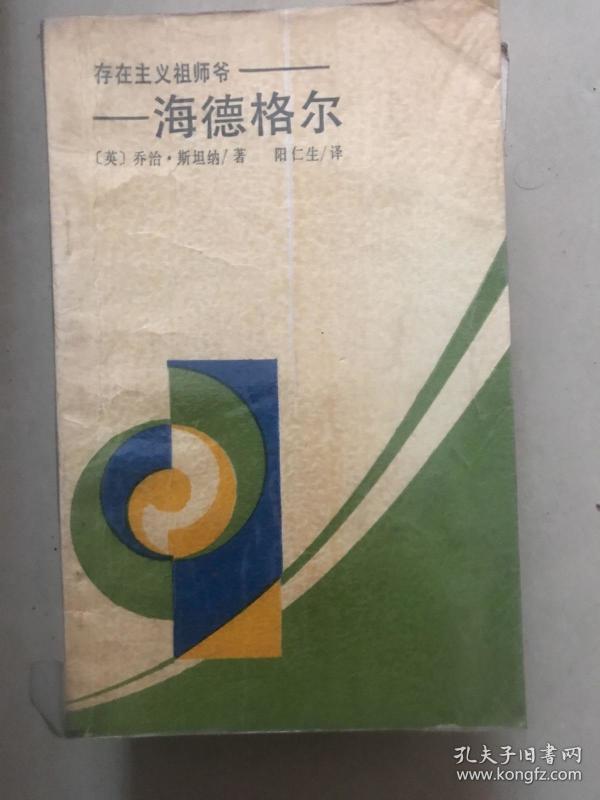 存在主义祖师爷——
—海德格尔
〔英〕乔治·斯坦纳/著 阳仁生/译
孔夫子旧书网
www.kongfz.com